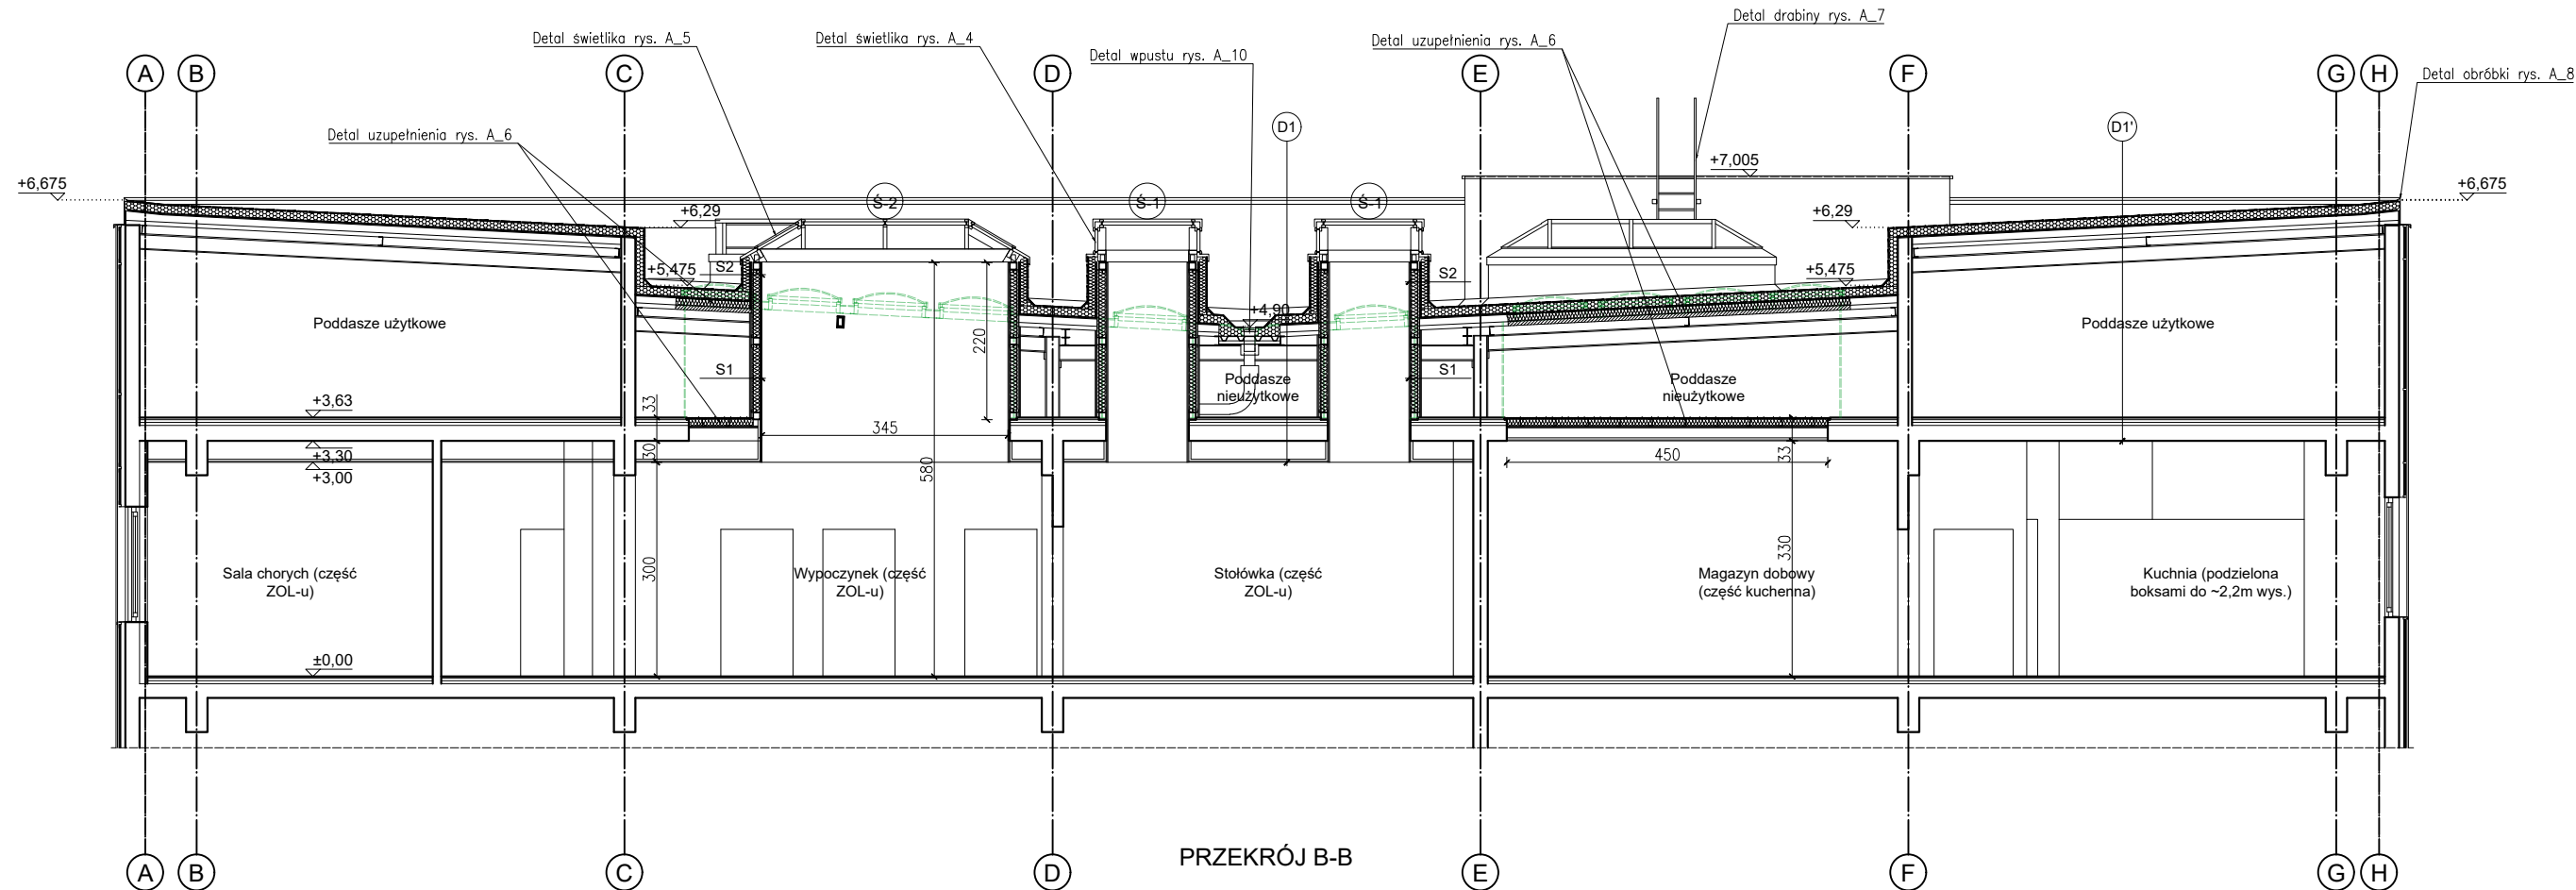 Detal drabiny rys. A_7
Detal świetlika rys. A_5
Detal świetlika rys. A_4
Detal uzupełnienia rys. A_6
Detal wpustu rys. A_10
Detal obróbki rys. A_8
A B C D E F G H
D1
D1'
Detal uzupełnienia rys. A_6
+7,005
+6,675
+6,675
Ś-2
Ś-1
Ś-1
+6,29
+6,29
S2
+5,475
S2
+5,475
+4,90
Poddasze użytkowe
Poddasze użytkowe
220
S1
S1
Poddasze
nieużytkowe
Poddasze
nieużytkowe
+3,63
33
345
30
+3,30
+3,00
580
450
33
300
330
Sala chorych (część
ZOL-u)
Wypoczynek (część
ZOL-u)
Stołówka (część
ZOL-u)
Magazyn dobowy
(część kuchenna)
Kuchnia (podzielona
boksami do ~2,2m wys.)
±0,00
PRZEKRÓJ B-B
A B C D E F G H